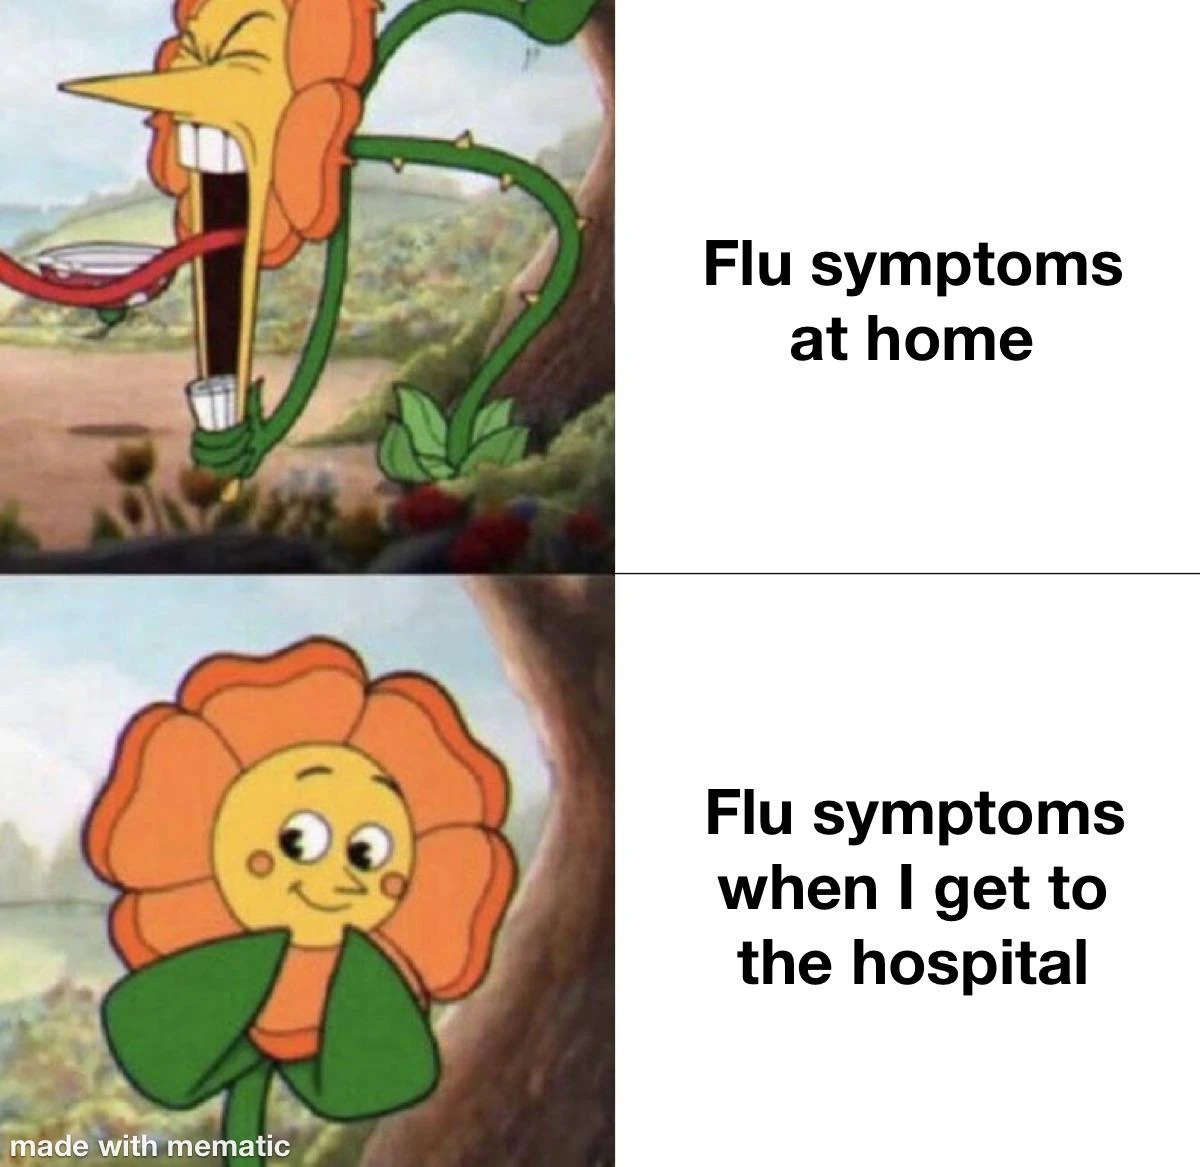 Flu symptoms
at home
Flu symptoms
when I get to
the hospital
made with mematic